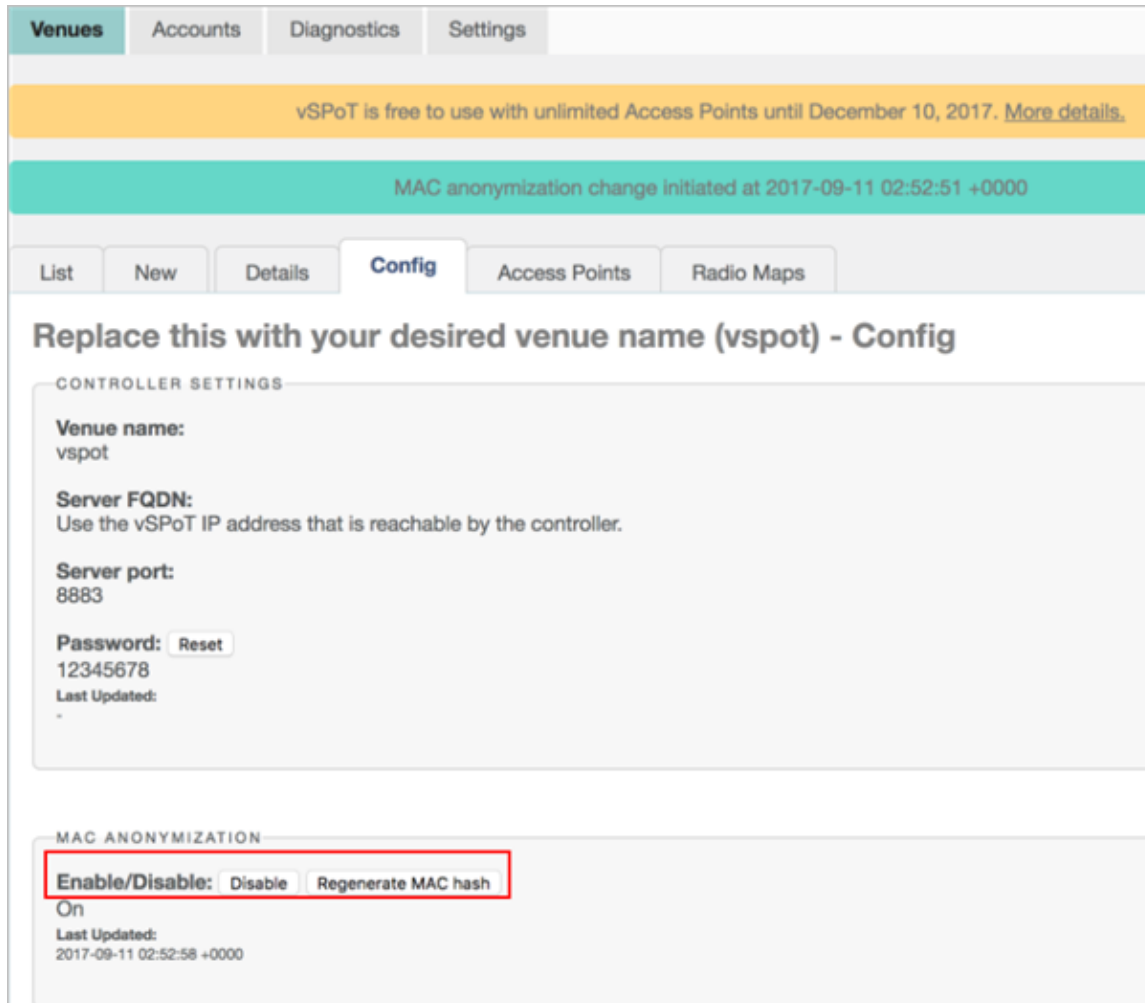 Venues Accounts Diagnostics Settings
vSPoT is free to use with unlimited Access Points until December 10, 2017. More details.
MAC anonymization change initiated at 2017-09-11 02:52:51 +0000
List New Details Config Access Points Radio Maps
Replace this with your desired venue name (vspot) - Config
CONTROLLER SETTINGS
Venue name:
vspot
Server FQDN:
Use the vSPoT IP address that is reachable by the controller.
Server port:
8883
Password: Reset
12345678
Last Updated:
-
MAC ANONYMIZATION
Enable/Disable: Disable Regenerate MAC hash
On
Last Updated:
2017-09-11 02:52:58 +0000